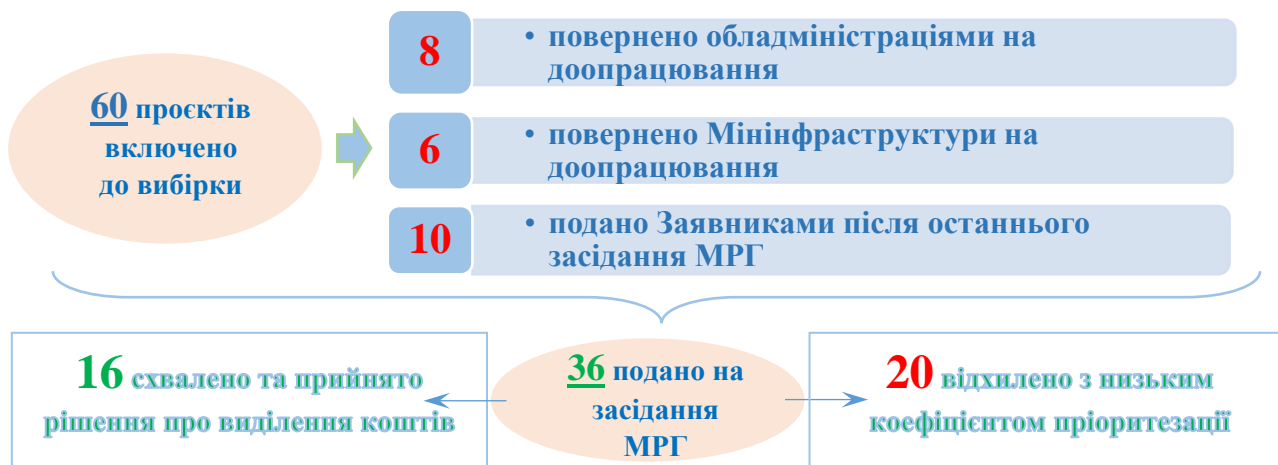 60 проєктів
включено
до вибірки
8
• повернено обладміністраціями на
доопрацювання
6
• повернено Мінінфраструктури на
доопрацювання
10
• подано Заявниками після останнього
засідання МРГ
16 схвалено та прийнято
рішення про виділення коштів
36 подано на
засідання
МРГ
20 відхилено з низьким
коефіцієнтом пріоритезації